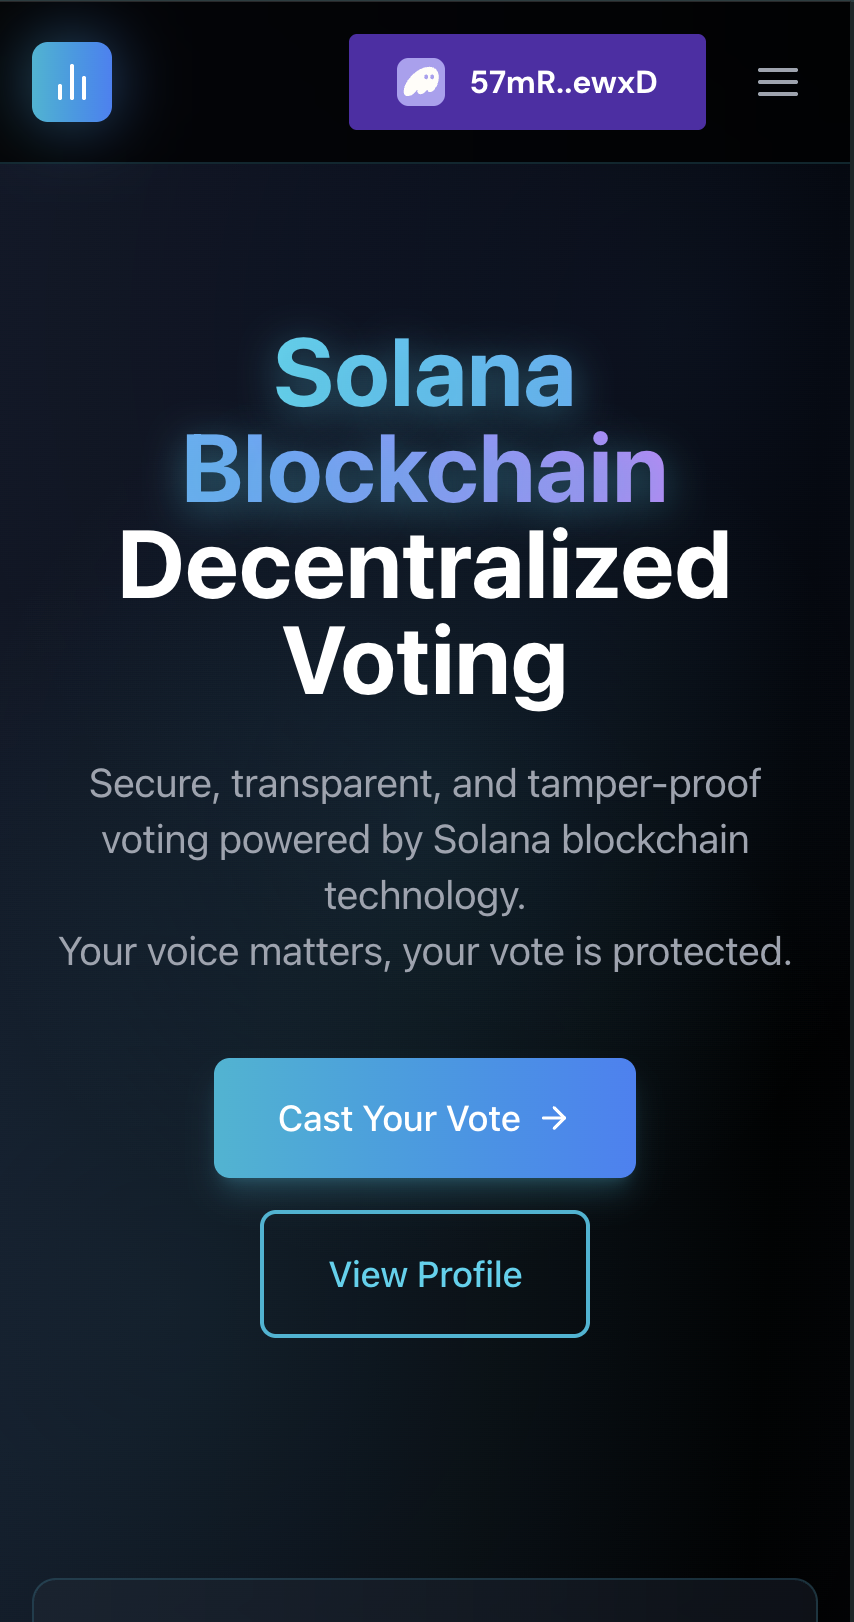 57mR..ewxD
Solana
Blockchain
Decentralized
Voting
Secure, transparent, and tamper-proof
voting powered by Solana blockchain
technology.
Your voice matters, your vote is protected.
Cast Your Vote →
View Profile